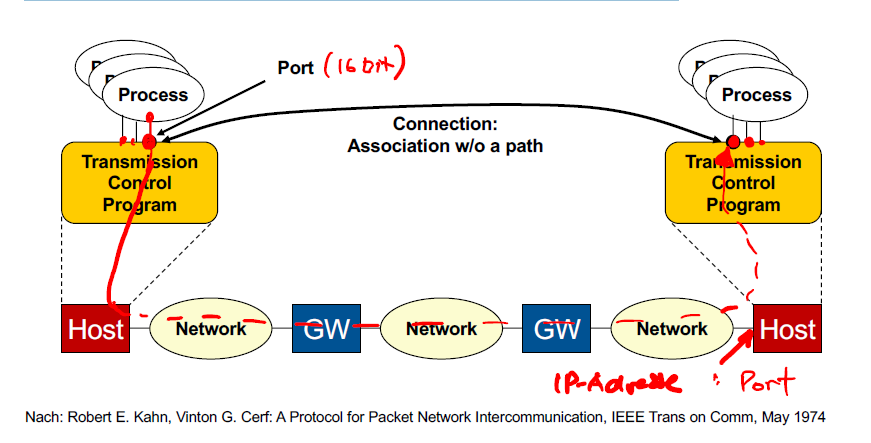 Port (16 bit)
P
P
Process
P
P
Process
Connection:
Association w/o a path
Transmission
Control
Program
Transmission
Control
Program
Host
Network
GW
Network
GW
Network
Host
IP-Adresse : Port
Nach: Robert E. Kahn, Vinton G. Cerf: A Protocol for Packet Network Intercommunication, IEEE Trans on Comm, May 1974